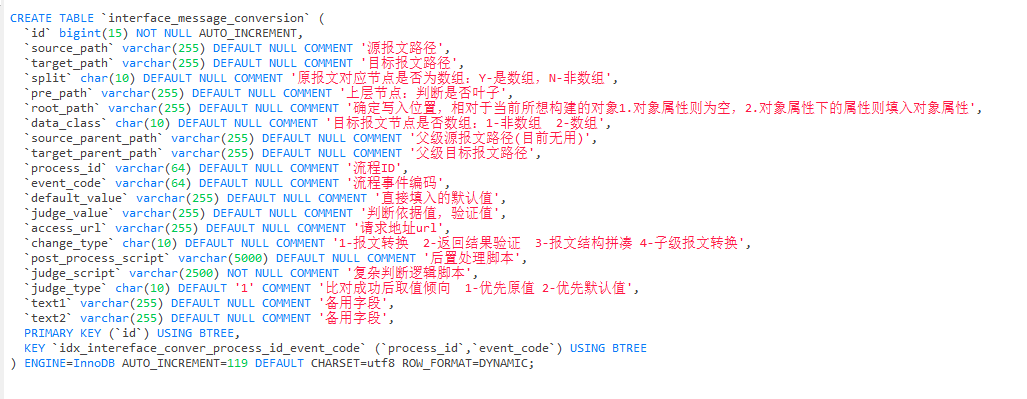 CREATE TABLE `interface_message_conversion` (
`id` bigint(15) NOT NULL AUTO_INCREMENT,
`source_path` varchar(255) DEFAULT NULL COMMENT '源报文路径',
`target_path` varchar(255) DEFAULT NULL COMMENT '目标报文路径',
`split` char(10) DEFAULT NULL COMMENT '原报文对应节点是否为数组：Y-是数组，N-非数组',
`pre_path` varchar(255) DEFAULT NULL COMMENT '上层节点：判断是否叶子',
`root_path` varchar(255) DEFAULT NULL COMMENT '确定写入位置，相对于当前所想构建的对象1.对象属性则为空，2.对象属性下的属性则填入对象属性',
`data_class` char(10) DEFAULT NULL COMMENT '目标报文节点是否数组：1-非数组  2-数组',
`source_parent_path` varchar(255) DEFAULT NULL COMMENT '父级源报文路径(目前无用)',
`target_parent_path` varchar(255) DEFAULT NULL COMMENT '父级目标报文路径',
`process_id` varchar(64) DEFAULT NULL COMMENT '流程ID',
`event_code` varchar(64) DEFAULT NULL COMMENT '流程事件编码',
`default_value` varchar(255) DEFAULT NULL COMMENT '直接填入的默认值',
`judge_value` varchar(255) DEFAULT NULL COMMENT '判断依据值，验证值',
`access_url` varchar(255) DEFAULT NULL COMMENT '请求地址url',
`change_type` char(10) DEFAULT NULL COMMENT '1-报文转换  2-返回结果验证  3-报文结构拼凑 4-子级报文转换',
`post_process_script` varchar(5000) DEFAULT NULL COMMENT '后置处理脚本',
`judge_script` varchar(2500) NOT NULL COMMENT '复杂判断逻辑脚本',
`judge_type` char(10) DEFAULT '1' COMMENT '比对成功后取值倾向  1-优先原值 2-优先默认值',
`text1` varchar(255) DEFAULT NULL COMMENT '备用字段',
`text2` varchar(255) DEFAULT NULL COMMENT '备用字段',
PRIMARY KEY (`id`) USING BTREE,
KEY `idx_intereface_conver_process_id_event_code` (`process_id`,`event_code`) USING BTREE
) ENGINE=InnoDB AUTO_INCREMENT=119 DEFAULT CHARSET=utf8 ROW_FORMAT=DYNAMIC;